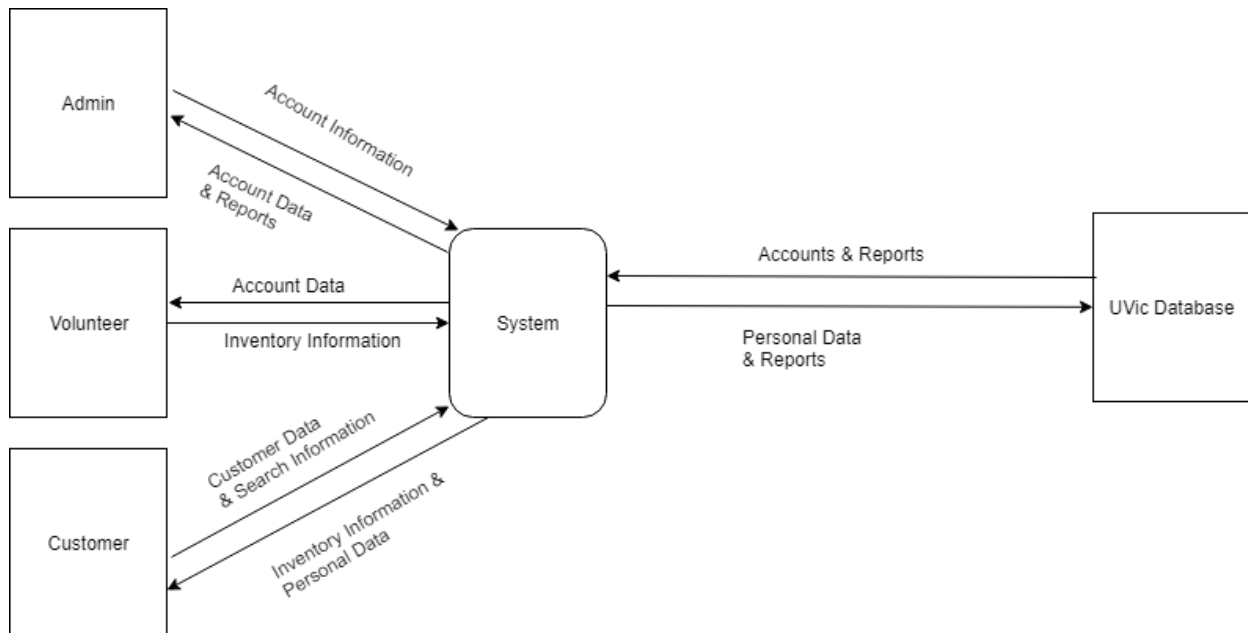 Admin
Account Information
Account Data
& Reports
Volunteer
Account Data
Inventory Information
System
Accounts & Reports
Personal Data
& Reports
UVic Database
Customer
Customer Data
& Search Information
Inventory Information &
Personal Data